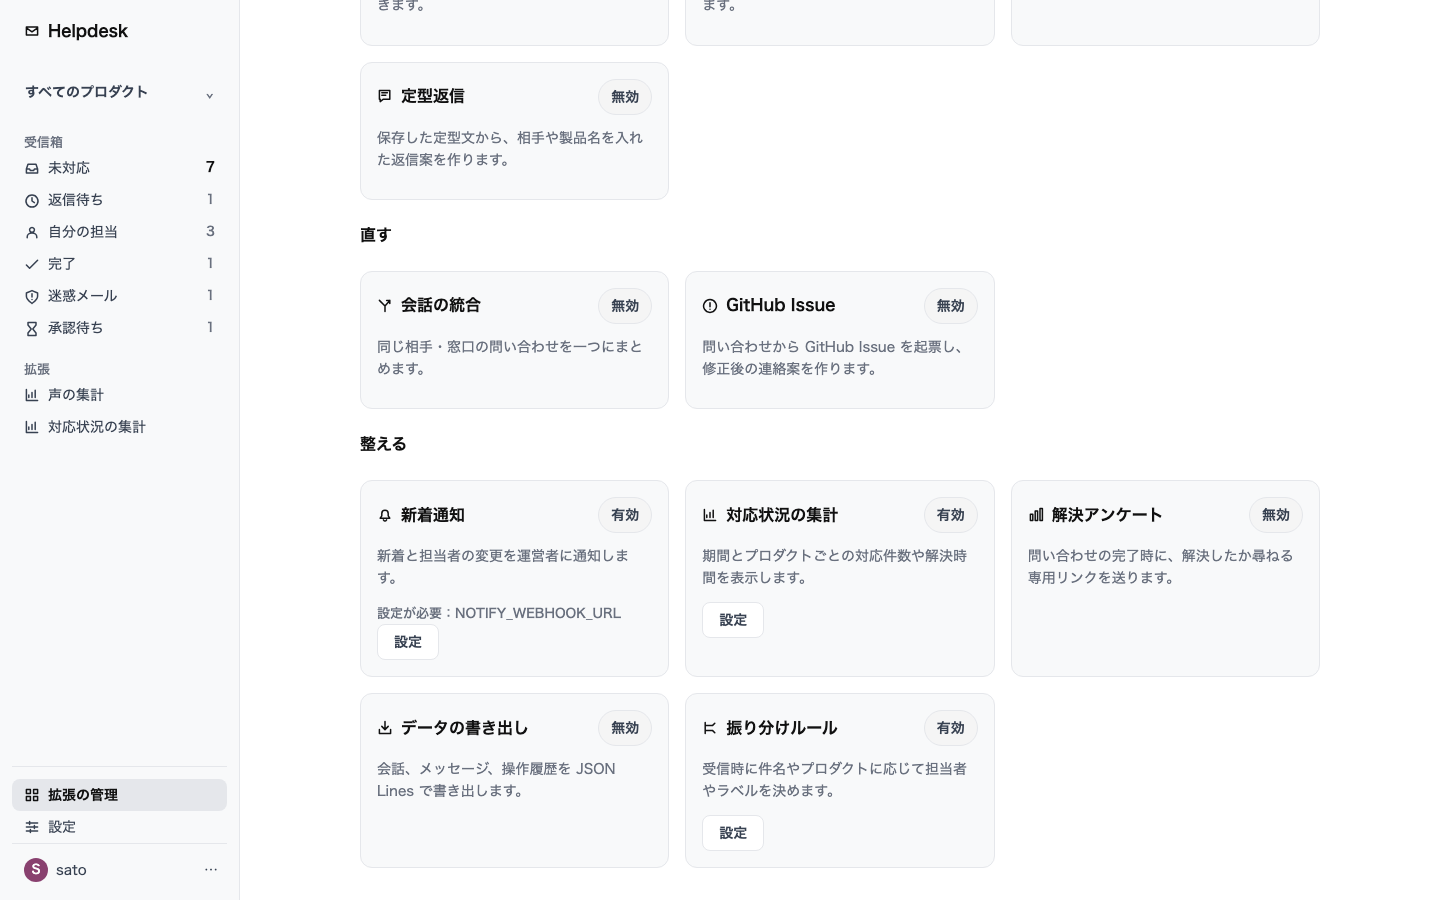 Helpdesk
すべてのプロダクト
受信箱
未対応 7
返信待ち 1
自分の担当 3
完了 1
迷惑メール 1
承認待ち 1
拡張
声の集計
対応状況の集計
拡張の管理
設定
S sato ...
きます。
ます。
定型返信 無効
保存した定型文から、相手や製品名を入れ
た返信案を作ります。
直す
会話の統合 無効
同じ相手・窓口の問い合わせを一つにまと
めます。
GitHub Issue 無効
問い合わせから GitHub Issue を起票し、
修正後の連絡案を作ります。
整える
新着通知 有効
新着と担当者の変更を運営者に通知しま
す。
設定が必要：NOTIFY_WEBHOOK_URL
設定
対応状況の集計 有効
期間とプロダクトごとの対応件数や解決時
間を表示します。
設定
解決アンケート 無効
問い合わせの完了時に、解決したか尋ねる
専用リンクを送ります。
データの書き出し 無効
会話、メッセージ、操作履歴を JSON
Lines で書き出します。
振り分けルール 有効
受信時に件名やプロダクトに応じて担当者
やラベルを決めます。
設定